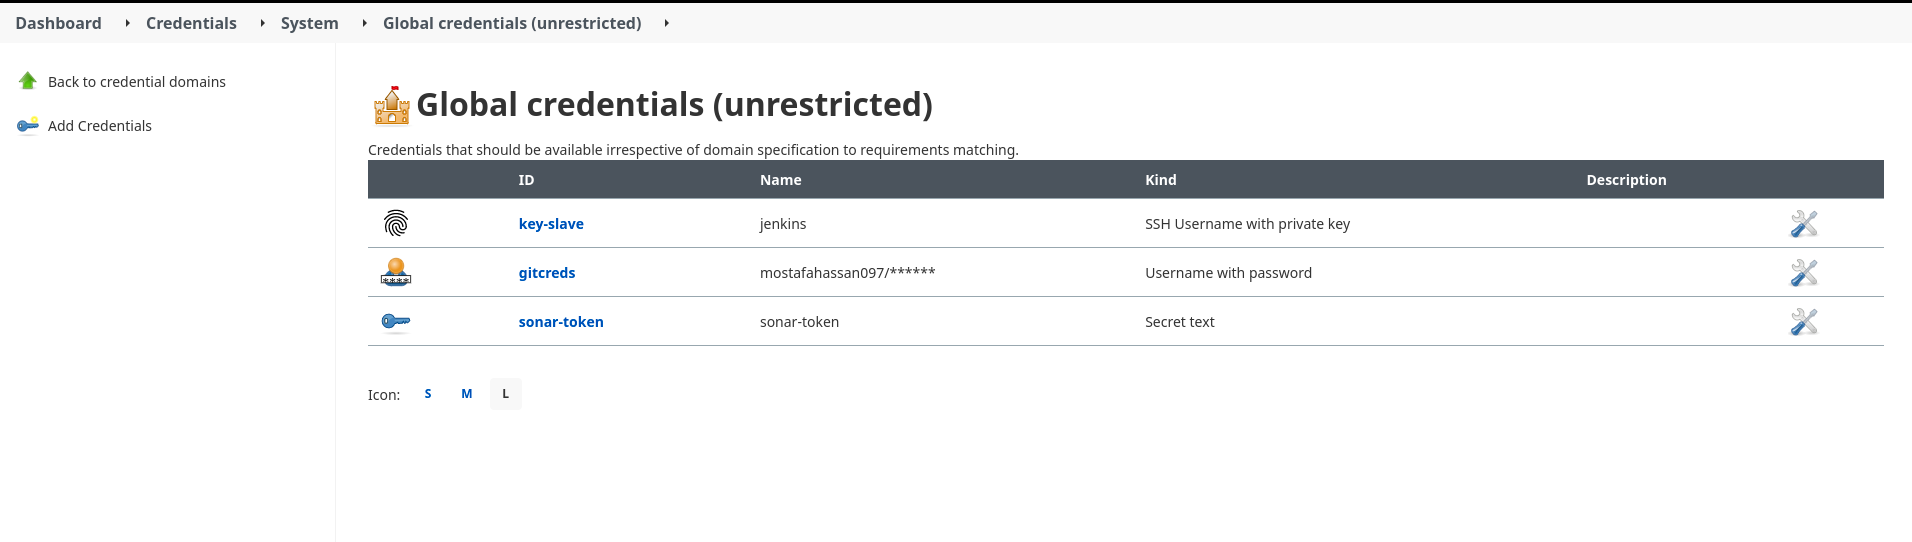 Dashboard Credentials System Global credentials (unrestricted)
Back to credential domains
Add Credentials
Global credentials (unrestricted)
Credentials that should be available irrespective of domain specification to requirements matching.
ID Name Kind Description
key-slave jenkins SSH Username with private key
gitcreds mostafahassan097/****** Username with password
sonar-token sonar-token Secret text
Icon: S M L